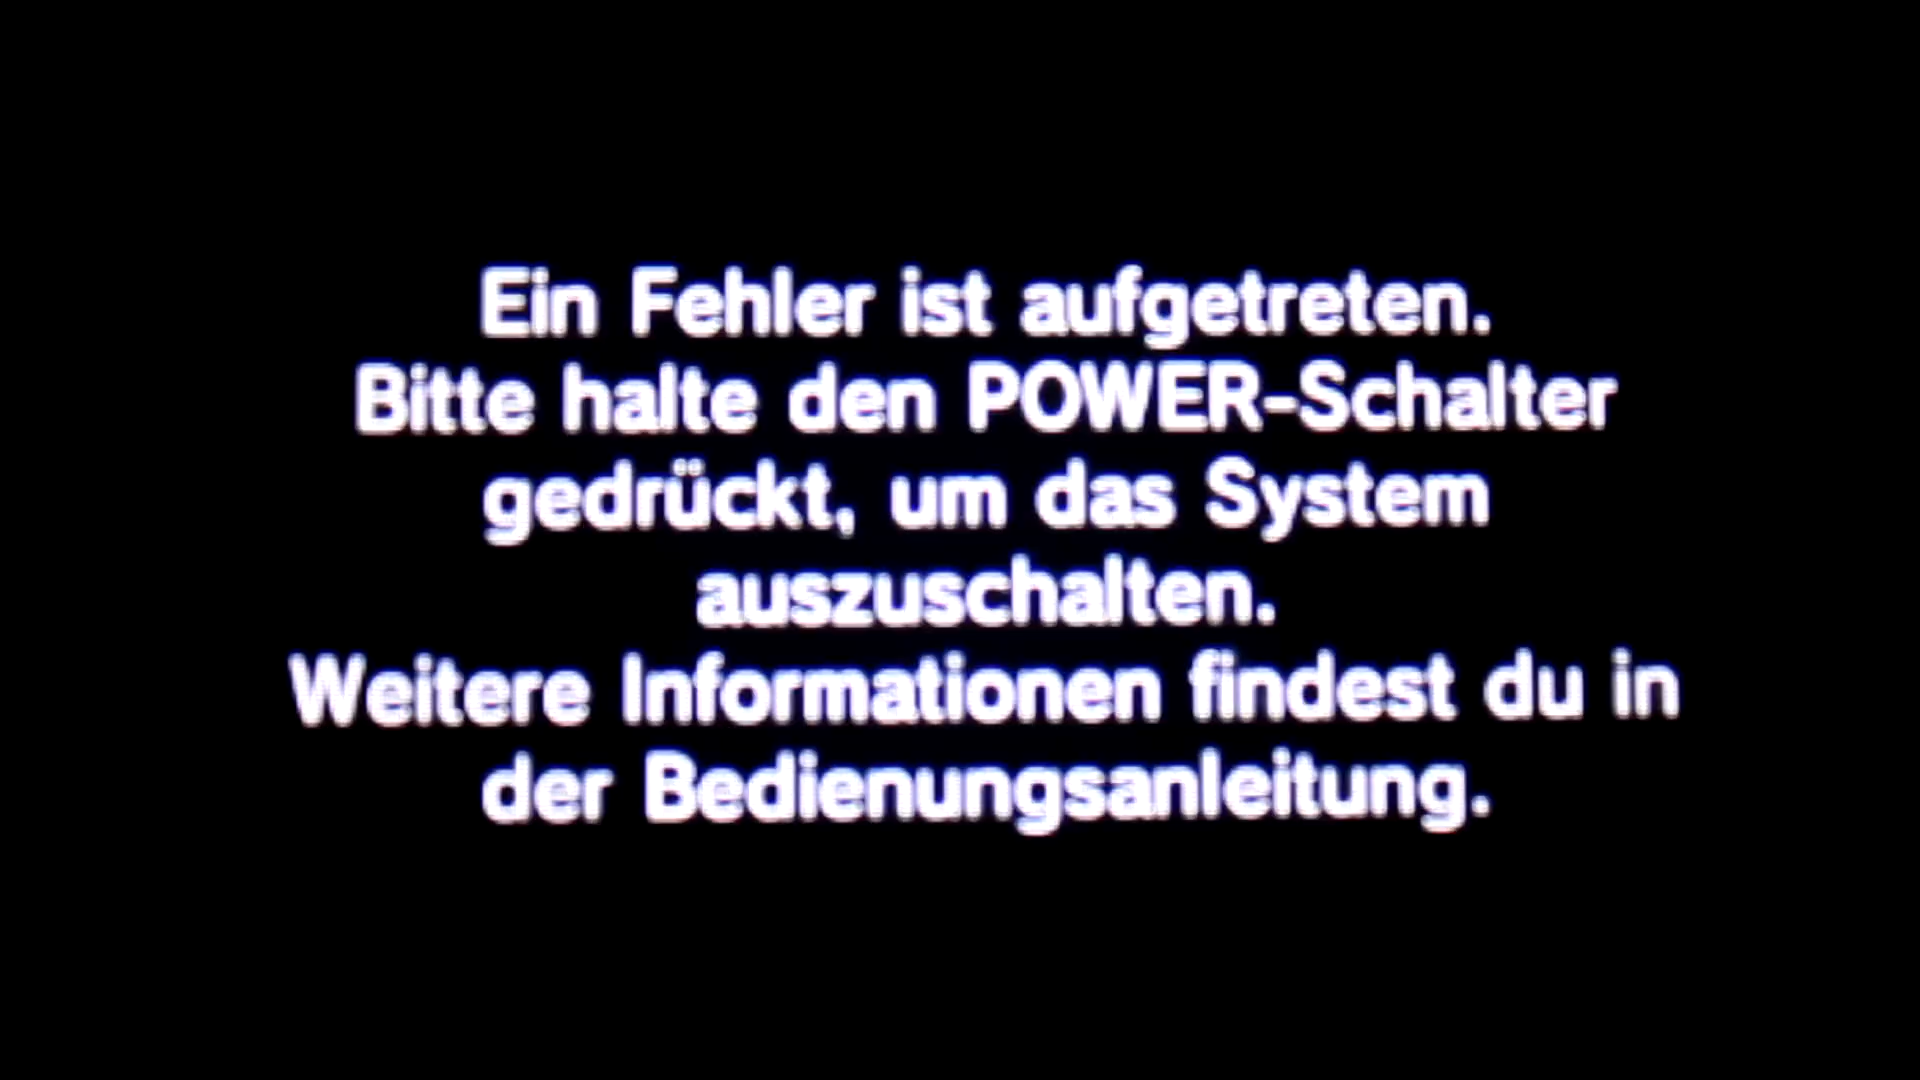 Ein Fehler ist aufgetreten.
Bitte halte den POWER-Schalter
gedrückt, um das System
auszuschalten.
Weitere Informationen findest du in
der Bedienungsanleitung.